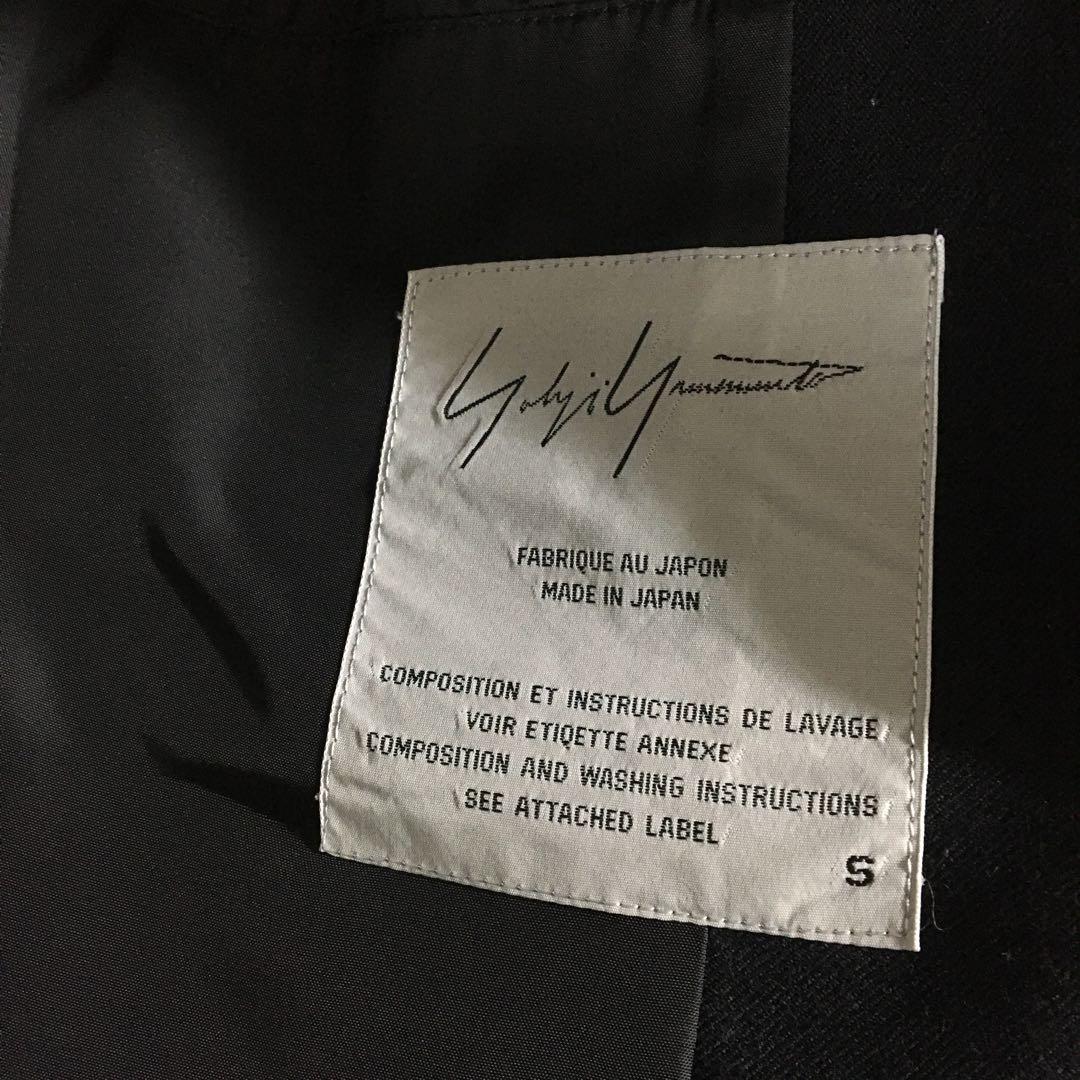 Yohji Yamamoto
FABRIQUE AU JAPON
MADE IN JAPAN
COMPOSITION ET INSTRUCTIONS DE LAVAGE
VOIR ETIQETTE ANNEXE
COMPOSITION AND WASHING INSTRUCTIONS
SEE ATTACHED LABEL
S